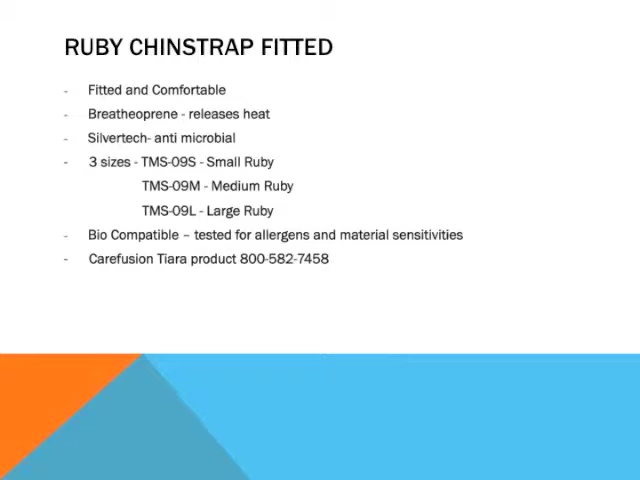 RUBY CHINSTRAP FITTED
- Fitted and Comfortable
- Breatheoprene - releases heat
- Silvertech- anti microbial
- 3 sizes - TMS-09S - Small Ruby
TMS-09M - Medium Ruby
TMS-09L - Large Ruby
- Bio Compatible – tested for allergens and material sensitivities
- Carefusion Tiara product 800-582-7458